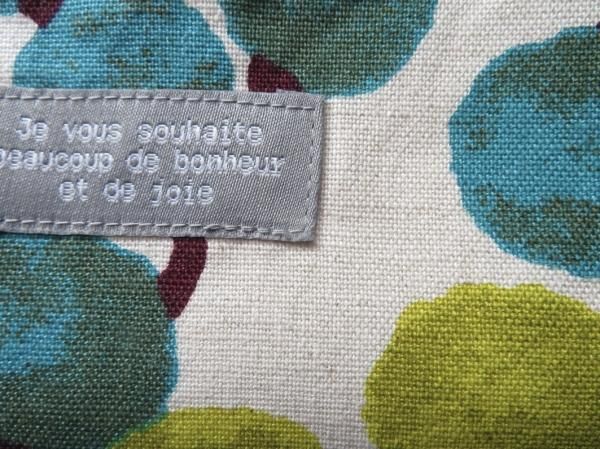 Je vous souhaite
beaucoup de bonheur
et de joie